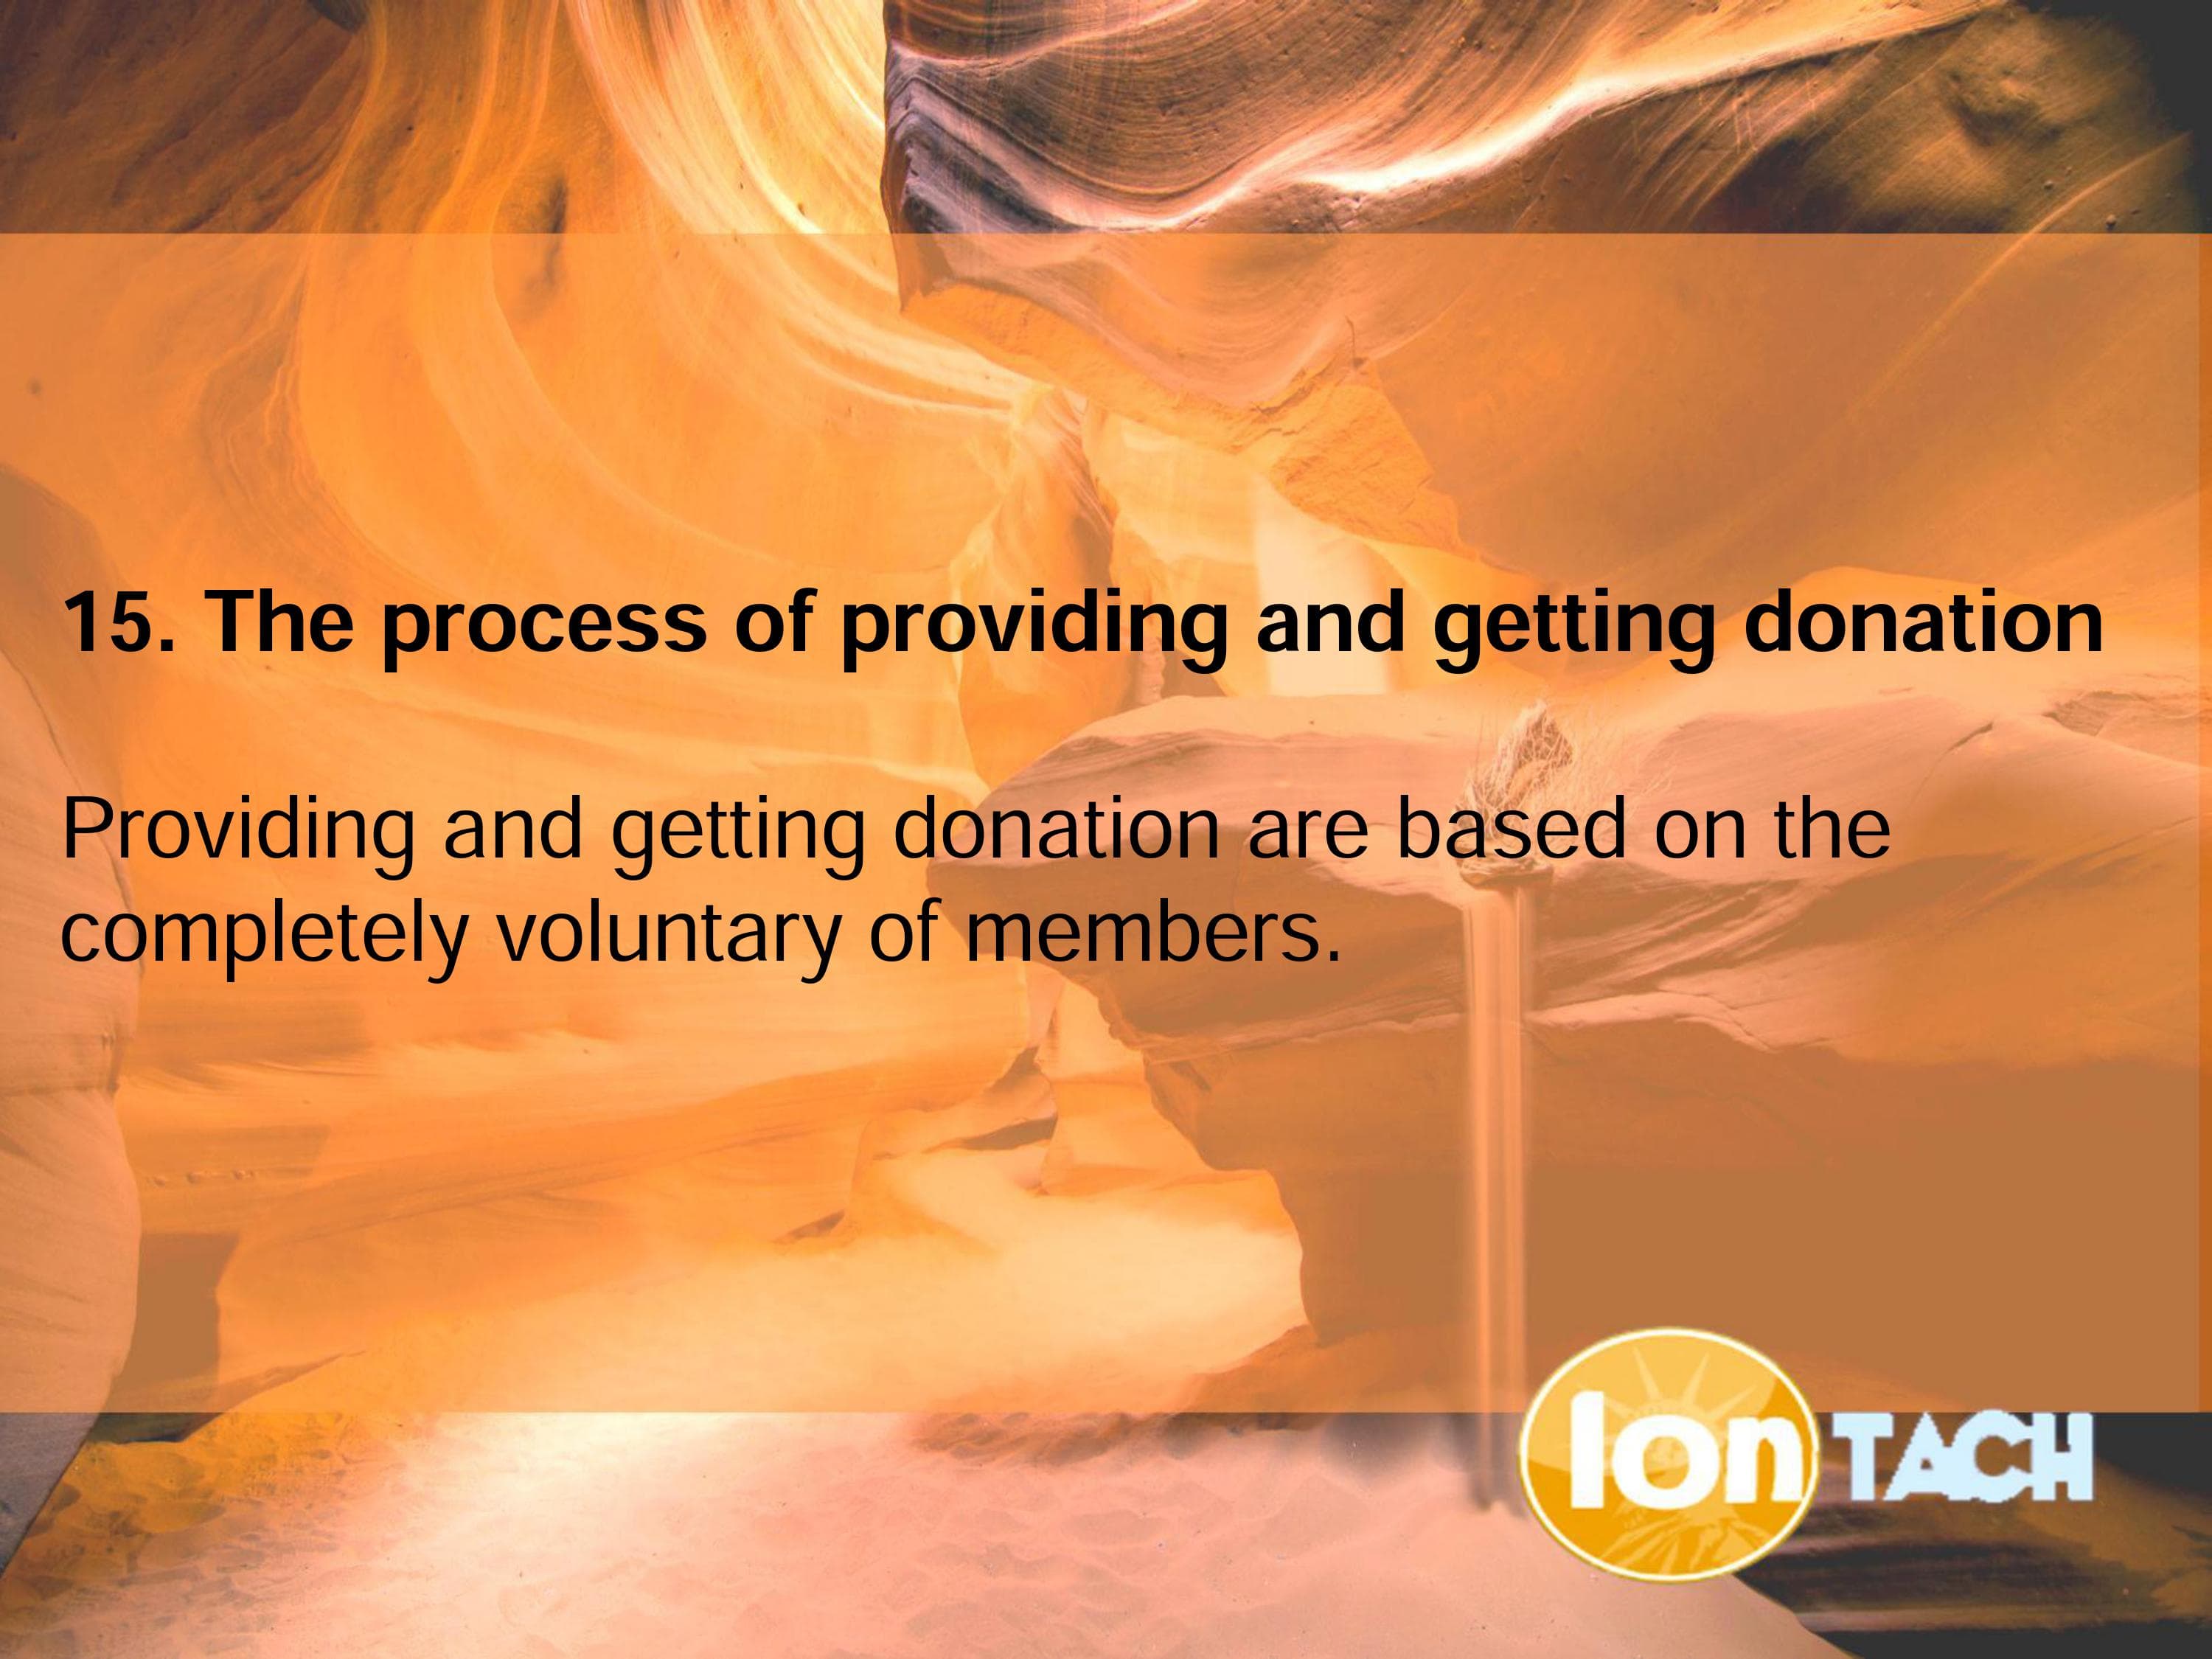 15. The process of providing and getting donation
Providing and getting donation are based on the
completely voluntary of members.
Ion TACH